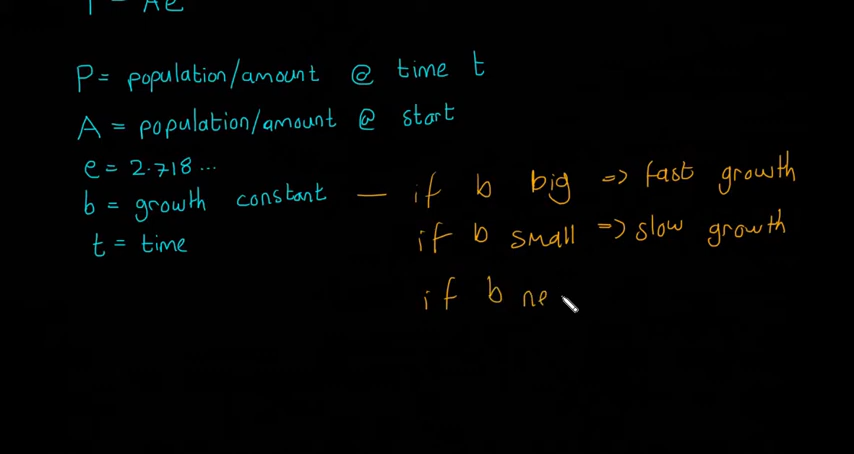 P = population/amount @ time t
A = population/amount @ start
e = 2.718...
b = growth constant — if b big => fast growth
if b small => slow growth
t = time
if b ne